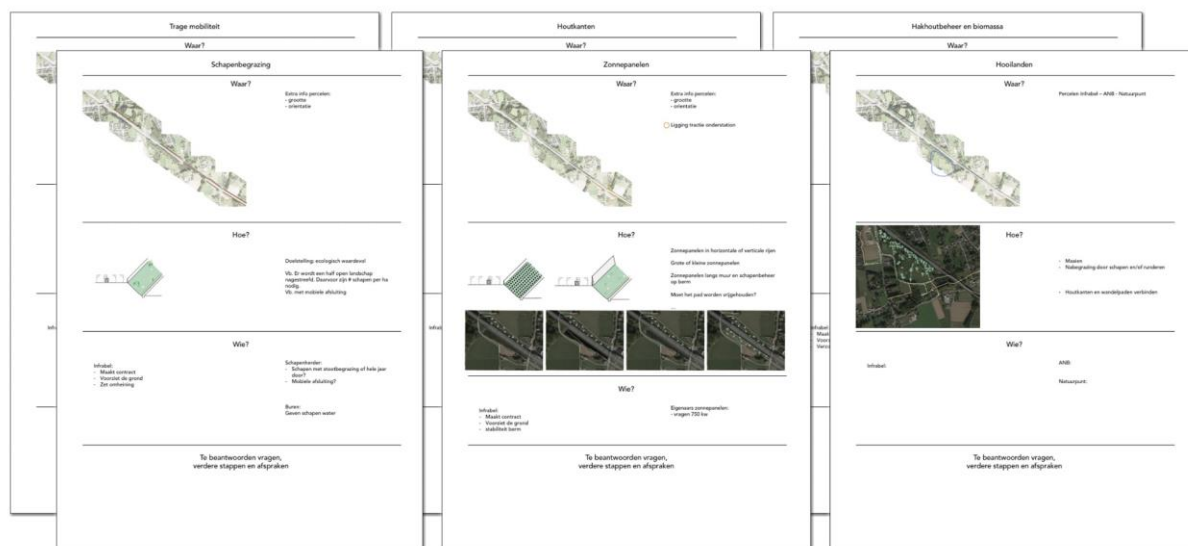 Trage mobiliteit
Waar?
Houtkanten
Waar?
Hakhoutbeheer en biomassa
Waar?
Schapenbegrazing
Waar?
Extra info percelen:
- grootte
- orientatie
Hoe?
Doelstelling: ecologisch waardevol
Vb. Er wordt een half open landschap
nagestreefd. Daarvoor zijn # schapen per ha
nodig.
Vb. met mobiele afsluiting
Wie?
Infrabel:
- Maakt contract
- Voorziet de grond
- Zet omheining
Schapenherder:
- Schapen met stootbegrazing of hele jaar
door?
- Mobiele afsluiting?
Buren:
Geven schapen water
Te beantwoorden vragen,
verdere stappen en afspraken
Zonnepanelen
Waar?
Extra info percelen:
- grootte
- orientatie
Ligging tractie onderstation
Hoe?
Zonnepanelen in horizontale of verticale rijen
Grote of kleine zonnepanelen
Zonnepanelen langs muur en schapenbeheer
op berm
Moet het pad worden vrijgehouden?
...
Wie?
Infrabel:
- Maakt contract
- Voorziet de grond
- stabiliteit berm
Eigenaars zonnepanelen:
- vragen 750 kw
Te beantwoorden vragen,
verdere stappen en afspraken
Hooilanden
Waar?
Percelen Infrabel – ANB - Natuurpunt
Hoe?
- Maaien
- Nabegrazing door schapen en/of runderen
- Houtkanten en wandelpaden verbinden
Wie?
Infrabel:
ANB:
Natuurpunt:
Te beantwoorden vragen,
verdere stappen en afspraken